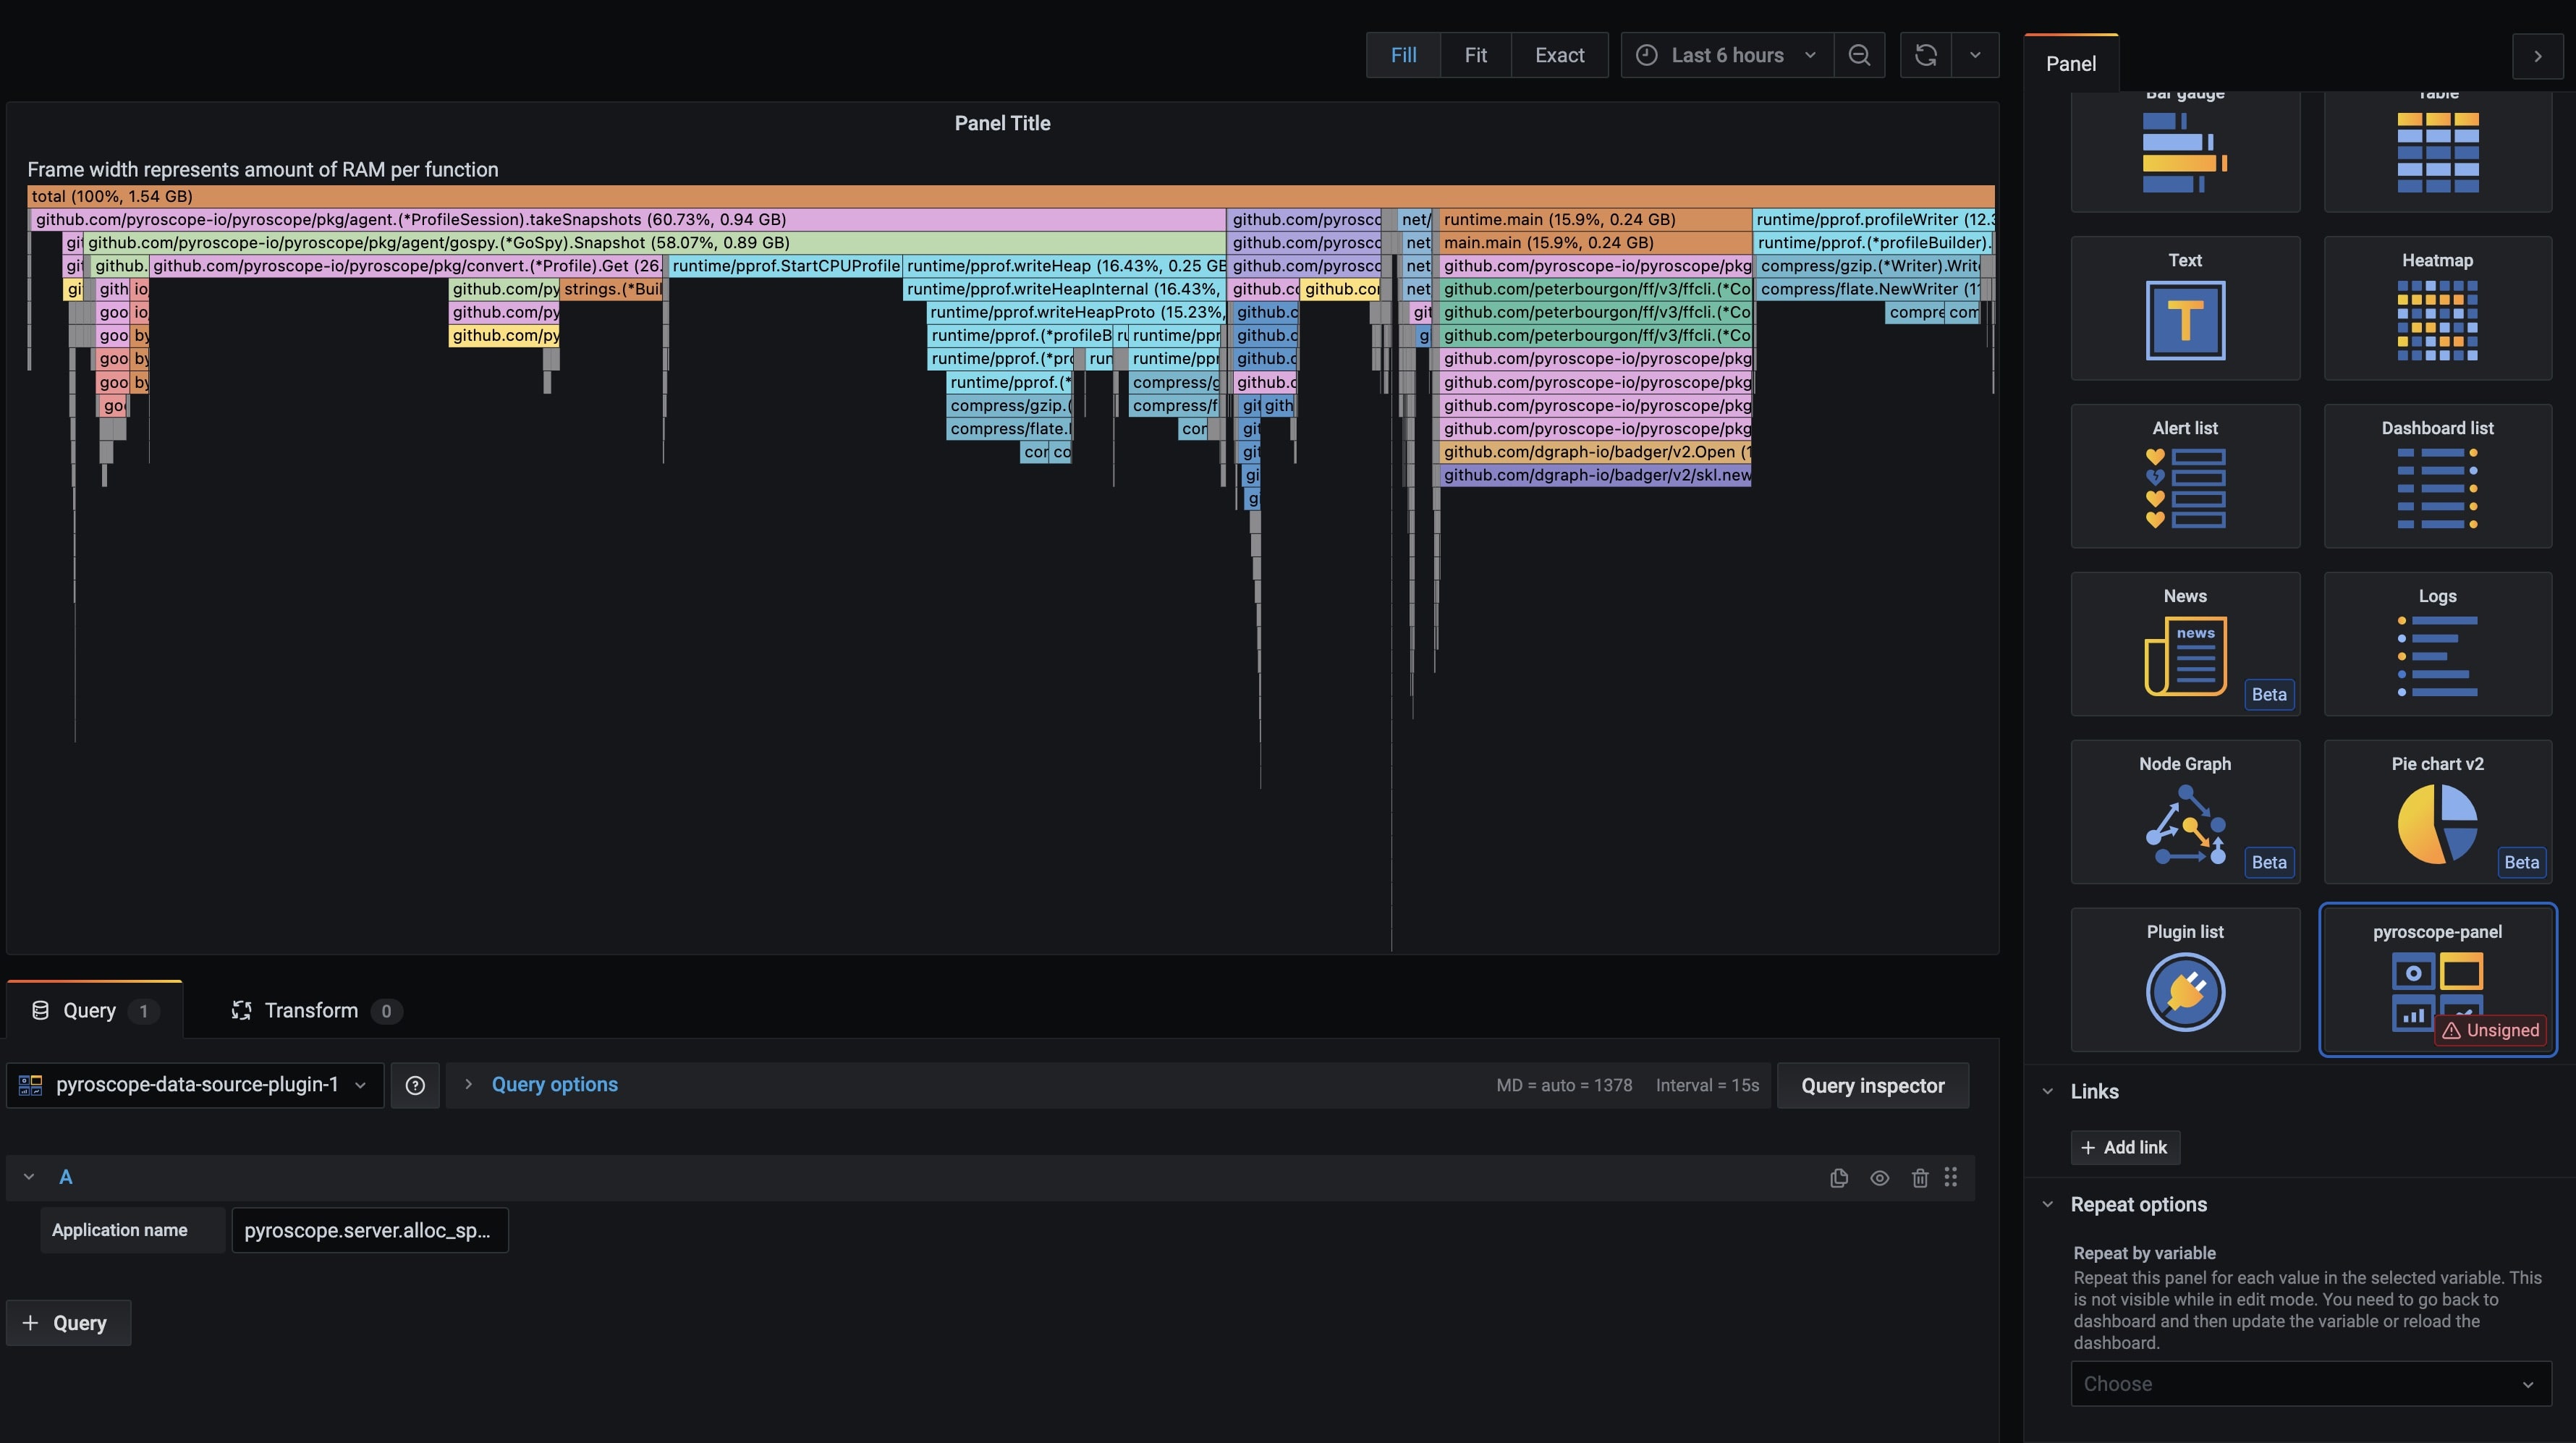 Fill Fit Exact Last 6 hours
Panel
Panel Title
Frame width represents amount of RAM per function
total (100%, 1.54 GB)
github.com/pyroscope-io/pyroscope/pkg/agent.(*ProfileSession).takeSnapshots (60.73%, 0.94 GB) github.com/pyrosc net/ runtime.main (15.9%, 0.24 GB) runtime/pprof.profileWriter (12.3
git github.com/pyroscope-io/pyroscope/pkg/agent/gospy.(*GoSpy).Snapshot (58.07%, 0.89 GB) github.com/pyrosc net main.main (15.9%, 0.24 GB) runtime/pprof.(*profileBuilder).
git github. github.com/pyroscope-io/pyroscope/pkg/convert.(*Profile).Get (26. runtime/pprof.StartCPUProfile runtime/pprof.writeHeap (16.43%, 0.25 GB github.com/pyrosc net github.com/pyroscope-io/pyroscope/pkg compress/gzip.(*Writer).Write
gi gith io github.com/py strings.(*Buil runtime/pprof.writeHeapInternal (16.43%, github.co github.co net github.com/peterbourgon/ff/v3/ffcli.(*Co compress/flate.NewWriter (11
goo io github.com/py runtime/pprof.writeHeapProto (15.23%, github.c git github.com/peterbourgon/ff/v3/ffcli.(*Co compre com
goo by github.com/py runtime/pprof.(*profileB ru runtime/ppr github.c g github.com/peterbourgon/ff/v3/ffcli.(*Co
goo by runtime/pprof.(*pro run runtime/ppr github.c github.com/pyroscope-io/pyroscope/pkg
goo by runtime/pprof.(* compress/g github.c github.com/pyroscope-io/pyroscope/pkg
go compress/gzip.( compress/f git gith github.com/pyroscope-io/pyroscope/pkg
compress/flate. cor git github.com/pyroscope-io/pyroscope/pkg
cor co git github.com/dgraph-io/badger/v2.Open (1
gi github.com/dgraph-io/badger/v2/skl.new
g
Bar gauge Table
Text Heatmap
Alert list Dashboard list
News Logs
news
Beta
Node Graph Pie chart v2
Beta Beta
Plugin list pyroscope-panel
Unsigned
Links
+ Add link
Repeat options
Repeat by variable
Repeat this panel for each value in the selected variable. This
is not visible while in edit mode. You need to go back to
dashboard and then update the variable or reload the
dashboard.
Choose
Query 1 Transform 0
pyroscope-data-source-plugin-1 Query options MD = auto = 1378 Interval = 15s Query inspector
A
Application name pyroscope.server.alloc_sp...
+ Query